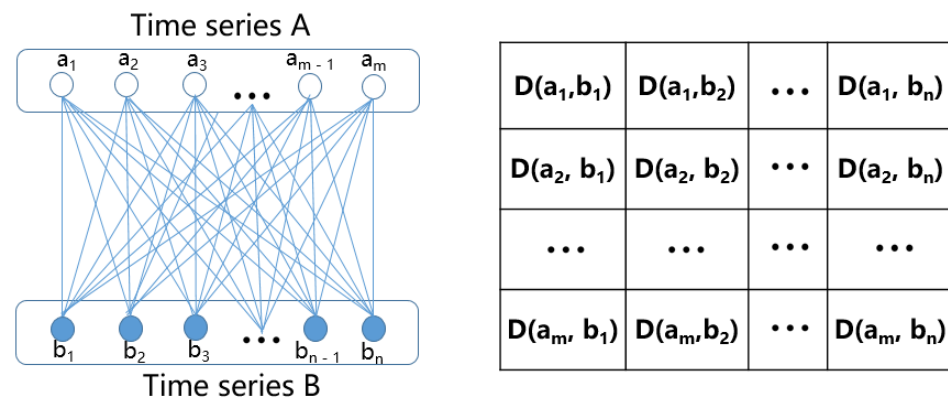 Time series A
a₁ a₂ a₃ ••• aₘ₋₁ aₘ
b₁ b₂ b₃ ••• bₙ₋₁ bₙ
Time series B
D(a₁,b₁) D(a₁,b₂) ••• D(a₁, bₙ)
D(a₂, b₁) D(a₂, b₂) ••• D(a₂, bₙ)
••• ••• ••• •••
D(aₘ, b₁) D(aₘ,b₂) ••• D(aₘ, bₙ)